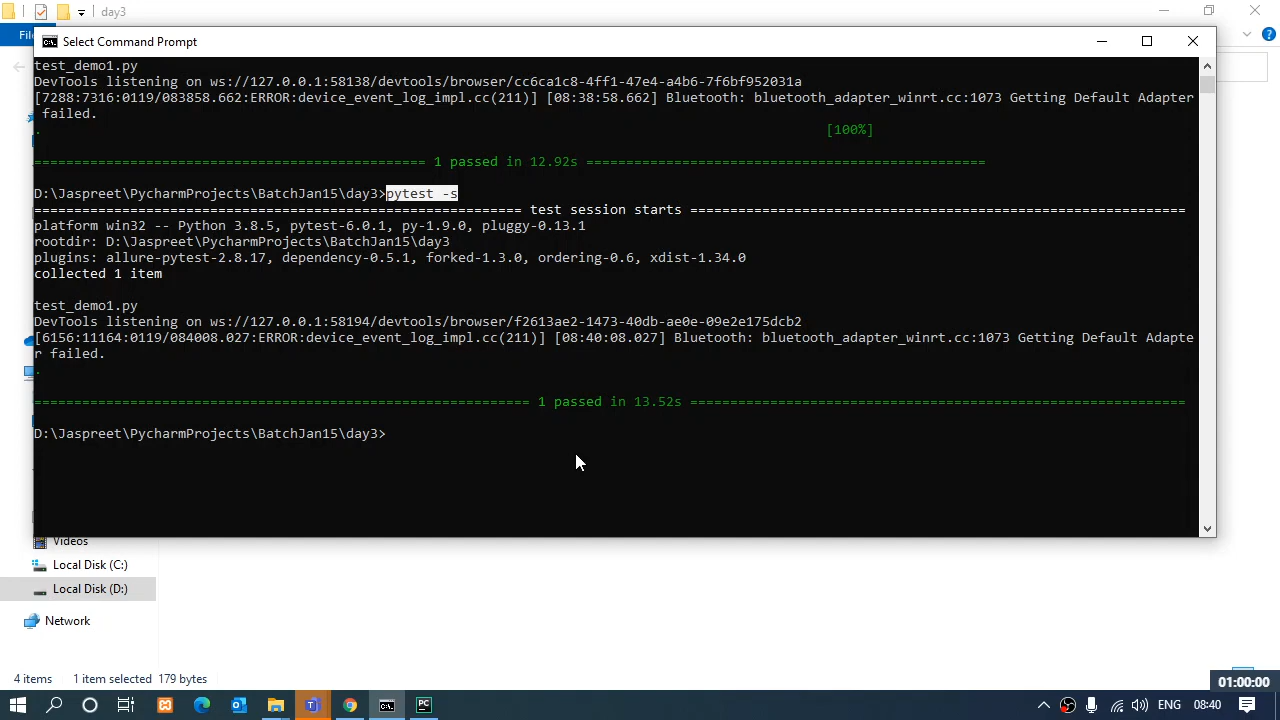 day3
Fil
Select Command Prompt
test_demo1.py
DevTools listening on ws://127.0.0.1:58138/devtools/browser/cc6ca1c8-4ff1-47e4-a4b6-7f6bf952031a
[7288:7316:0119/083858.662:ERROR:device_event_log_impl.cc(211)] [08:38:58.662] Bluetooth: bluetooth_adapter_winrt.cc:1073 Getting Default Adapter
failed.
. [100%]
================================================= 1 passed in 12.92s ==================================================
D:\Jaspreet\PycharmProjects\BatchJan15\day3>pytest -s
============================================================= test session starts ==============================================================
platform win32 -- Python 3.8.5, pytest-6.0.1, py-1.9.0, pluggy-0.13.1
rootdir: D:\Jaspreet\PycharmProjects\BatchJan15\day3
plugins: allure-pytest-2.8.17, dependency-0.5.1, forked-1.3.0, ordering-0.6, xdist-1.34.0
collected 1 item
test_demo1.py
DevTools listening on ws://127.0.0.1:58194/devtools/browser/f2613ae2-1473-40db-ae0e-09e2e175dcb2
[6156:11164:0119/084008.027:ERROR:device_event_log_impl.cc(211)] [08:40:08.027] Bluetooth: bluetooth_adapter_winrt.cc:1073 Getting Default Adapte
r failed.
.
============================================================== 1 passed in 13.52s ==============================================================
D:\Jaspreet\PycharmProjects\BatchJan15\day3>
Videos
Local Disk (C:)
Local Disk (D:)
Network
4 items 1 item selected 179 bytes
01:00:00
ENG 08:40